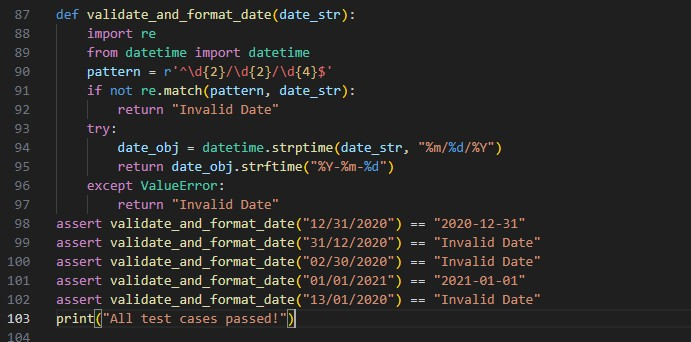 87 def validate_and_format_date(date_str):
88     import re
89     from datetime import datetime
90     pattern = r'^\d{2}/\d{2}/\d{4}$'
91     if not re.match(pattern, date_str):
92         return "Invalid Date"
93     try:
94         date_obj = datetime.strptime(date_str, "%m/%d/%Y")
95         return date_obj.strftime("%Y-%m-%d")
96     except ValueError:
97         return "Invalid Date"
98 assert validate_and_format_date("12/31/2020") == "2020-12-31"
99 assert validate_and_format_date("31/12/2020") == "Invalid Date"
100 assert validate_and_format_date("02/30/2020") == "Invalid Date"
101 assert validate_and_format_date("01/01/2021") == "2021-01-01"
102 assert validate_and_format_date("13/01/2020") == "Invalid Date"
103 print("All test cases passed!")
104